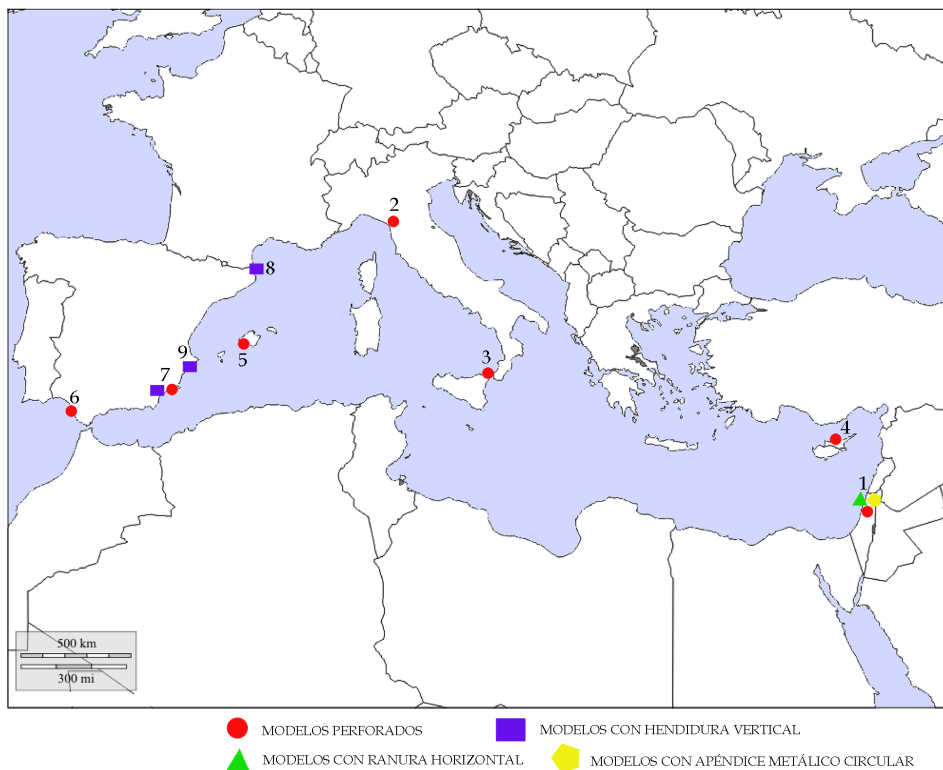 2
8
3
5
9
7
6
4
1
500 km
300 mi
MODELOS PERFORADOS
MODELOS CON HENDIDURA VERTICAL
MODELOS CON RANURA HORIZONTAL
MODELOS CON APÉNDICE METÁLICO CIRCULAR